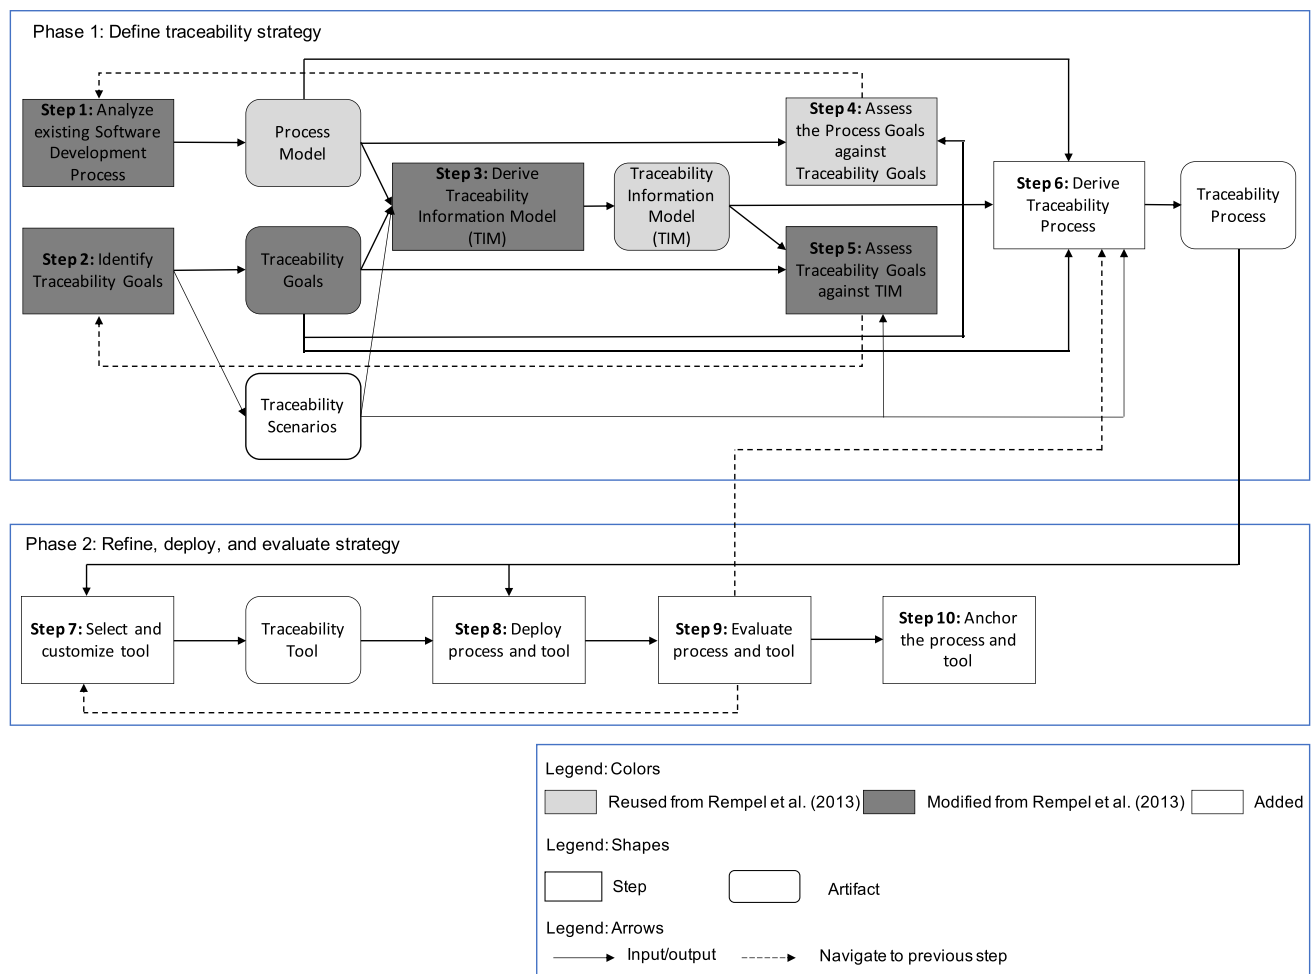 Phase 1: Define traceability strategy
Step 1: Analyze
existing Software
Development
Process
Process
Model
Step 4: Assess
the Process Goals
against
Traceability Goals
Step 3: Derive
Traceability
Information Model
(TIM)
Traceability
Information
Model
(TIM)
Step 6: Derive
Traceability
Process
Traceability
Process
Step 2: Identify
Traceability Goals
Traceability
Goals
Step 5: Assess
Traceability Goals
against TIM
Traceability
Scenarios
Phase 2: Refine, deploy, and evaluate strategy
Step 7: Select and
customize tool
Traceability
Tool
Step 8: Deploy
process and tool
Step 9: Evaluate
process and tool
Step 10: Anchor
the process and
tool
Legend: Colors
Reused from Rempel et al. (2013)
Modified from Rempel et al. (2013)
Added
Legend: Shapes
Step
Artifact
Legend: Arrows
Input/output
Navigate to previous step